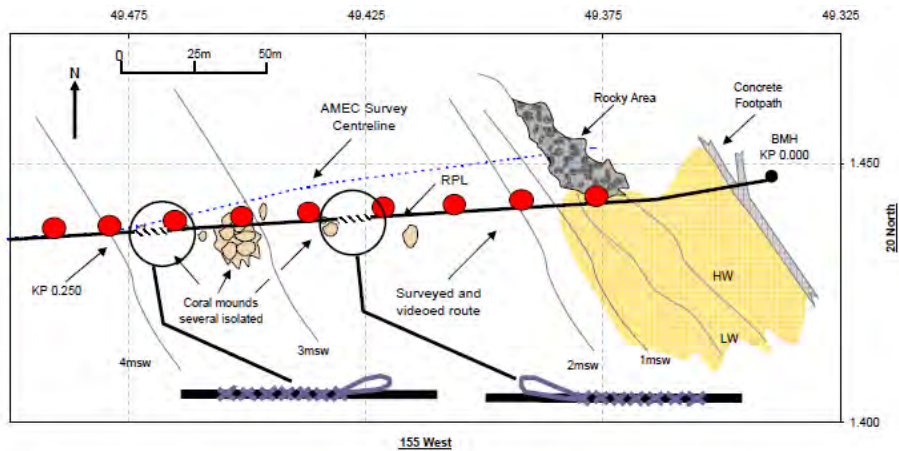 49.475
49.425
49.375
49.325
0
25m
50m
N
AMEC Survey
Centreline
Rocky Area
Concrete
Footpath
BMH
KP 0.000
1.450
RPL
20 North
KP 0.250
Coral mounds
several isolated
Surveyed and
videoed route
HW
LW
4msw
3msw
2msw
1msw
1.400
155 West